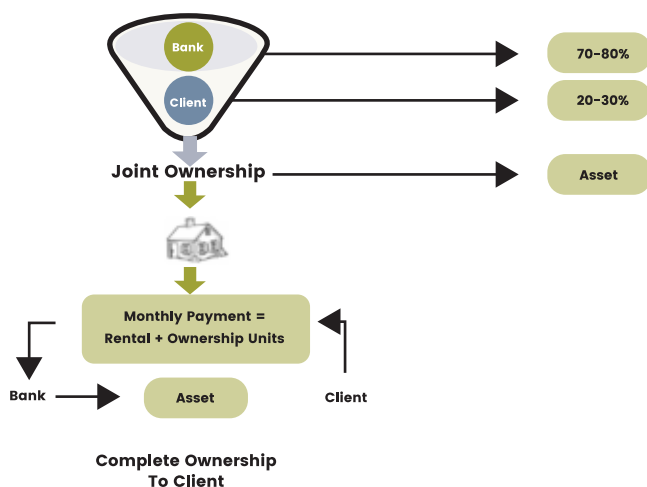 Bank
70-80%
Client
20-30%
Joint Ownership
Asset
Monthly Payment =
Rental + Ownership Units
Bank
Asset
Client
Complete Ownership
To Client